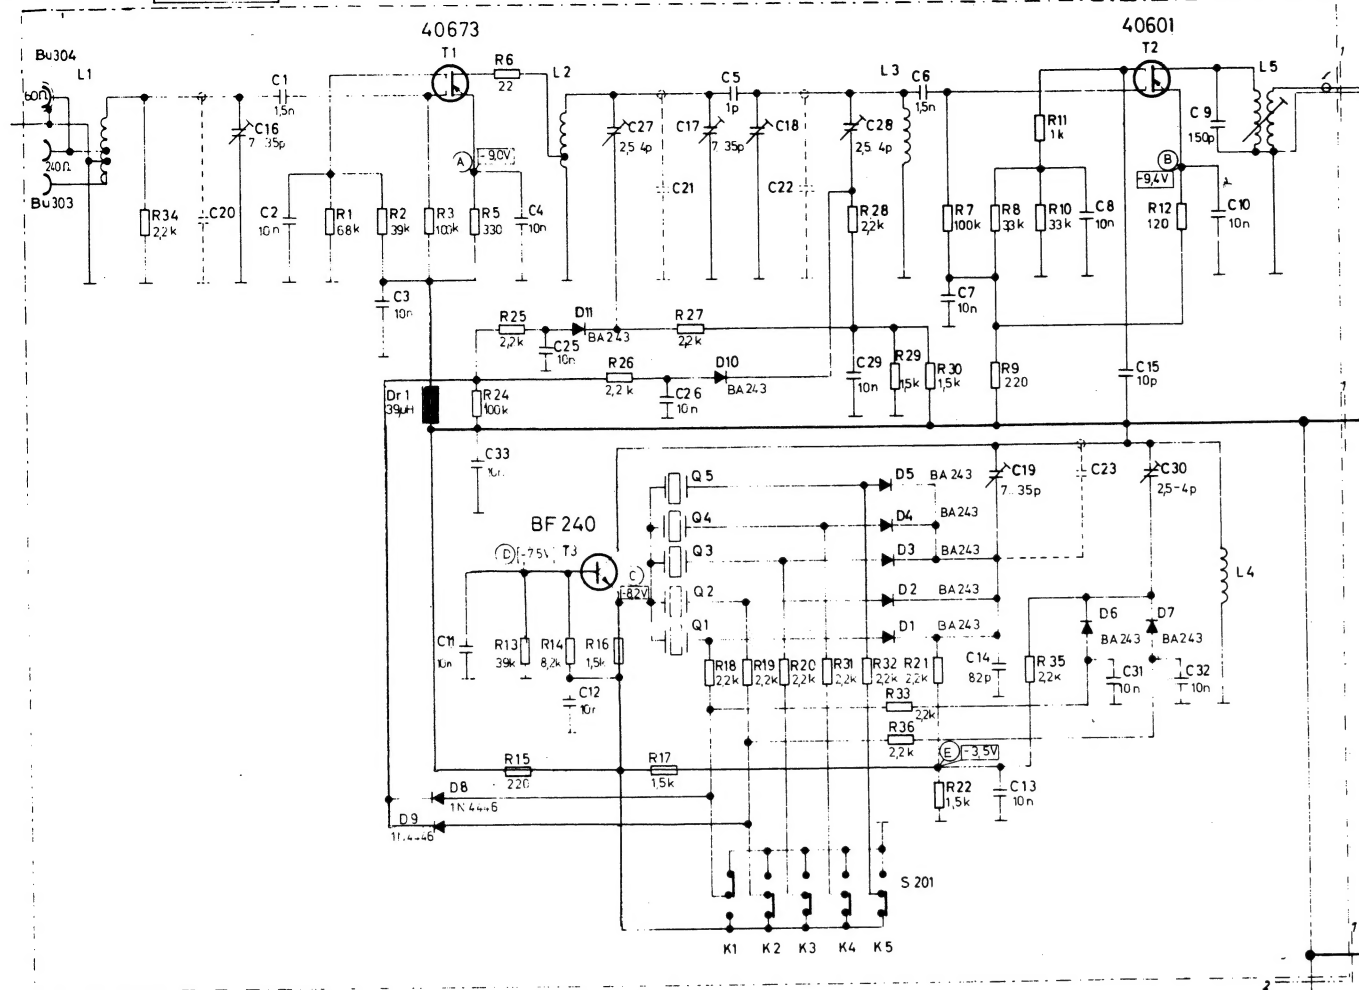 40673
40601
T1
T2
Bu304
L1
R6
22
L2
L3
L5
C1
1,5n
C5
1p
C6
1,5n
60Ω
240Ω
Bu303
C16
7 35p
C27
2,5 4p
C17
7 35p
C18
C28
2,5 4p
R11
1k
C9
150p
A
-9,0V
B
-9,4V
C21
C22
R34
2,2k
C20
C2
10n
R1
68k
R2
39k
R3
100k
R5
330
C4
10n
R28
2,2k
R7
100k
R8
33k
R10
33k
C8
10n
R12
120
C10
10n
C3
10n
C7
10n
R25
2,2k
D11
BA243
C25
10n
R27
2,2k
R26
2,2k
D10
BA243
C26
10n
C29
10n
R29
1,5k
R30
1,5k
R9
220
C15
10p
Dr1
39µH
R24
100k
C33
10n
Q5
D5
BA243
C19
7 35p
C23
C30
2,5-4p
BF240
Q4
D4
BA243
D
-7,5V
T3
Q3
D3
BA243
C
-8,2V
Q2
D2
BA243
L4
Q1
D1
BA243
D6
BA243
D7
BA243
C11
10n
R13
39k
R14
8,2k
R16
1,5k
R18
2,2k
R19
2,2k
R20
2,2k
R31
2,2k
R32
2,2k
R21
2,2k
C14
82p
R35
2,2k
C31
10n
C32
10n
C12
R33
2,2k
R36
2,2k
E
-3,5V
R15
220
R17
1,5k
R22
1,5k
C13
10n
D8
1N4446
D9
S201
K1 K2 K3 K4 K5
1
2